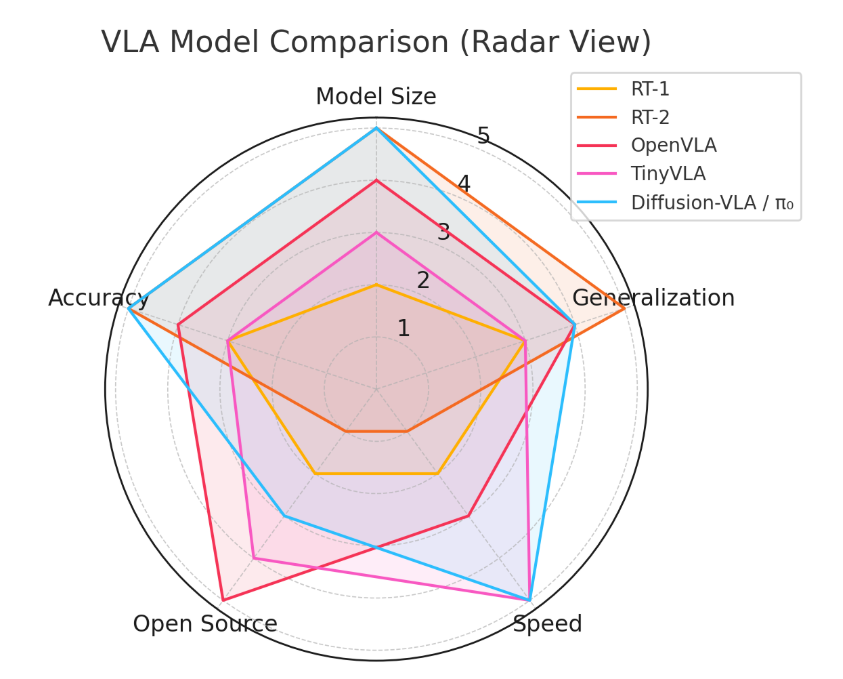 VLA Model Comparison (Radar View)
RT-1
RT-2
OpenVLA
TinyVLA
Diffusion-VLA / π₀
Model Size
5
4
3
2
1
Accuracy
Generalization
Open Source
Speed